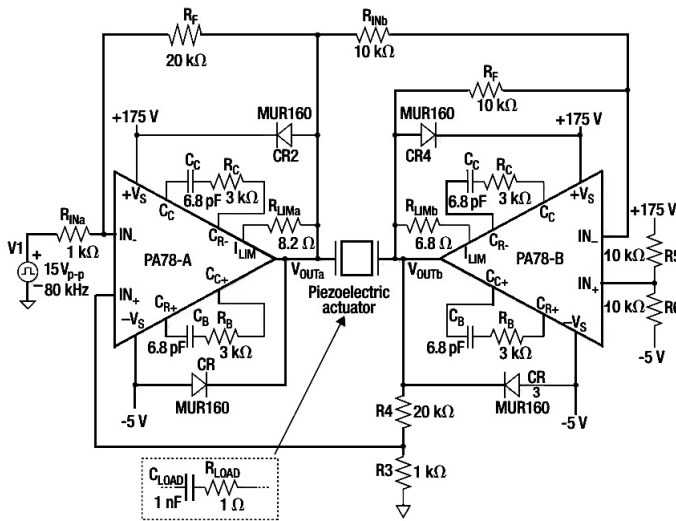 RF
20 kΩ
RINb
10 kΩ
RF
10 kΩ
+175 V
MUR160
CR2
MUR160
CR4
+175 V
+VS
CC
RC
6.8 pF
3 kΩ
CC
CR-
RLIMa
8.2 Ω
ILIM
RLIMb
6.8 Ω
ILIM
CC
RC
6.8 pF
3 kΩ
CR-
CC
+VS
+175 V
V1
+
15Vp-p
–
80 kHz
RINa
1 kΩ
IN-
PA78-A
IN+
–VS
VOUTa
Piezoelectric
actuator
VOUTb
PA78-B
IN-
IN+
–VS
10 kΩ
R5
10 kΩ
R6
-5 V
CC+
CR+
CB
RB
6.8 pF
3 kΩ
CC+
CR+
CB
RB
6.8 pF
3 kΩ
CR
MUR160
-5 V
CR
3
MUR160
-5 V
R4
20 kΩ
R3
1 kΩ
CLOAD
RLOAD
1 nF
1 Ω